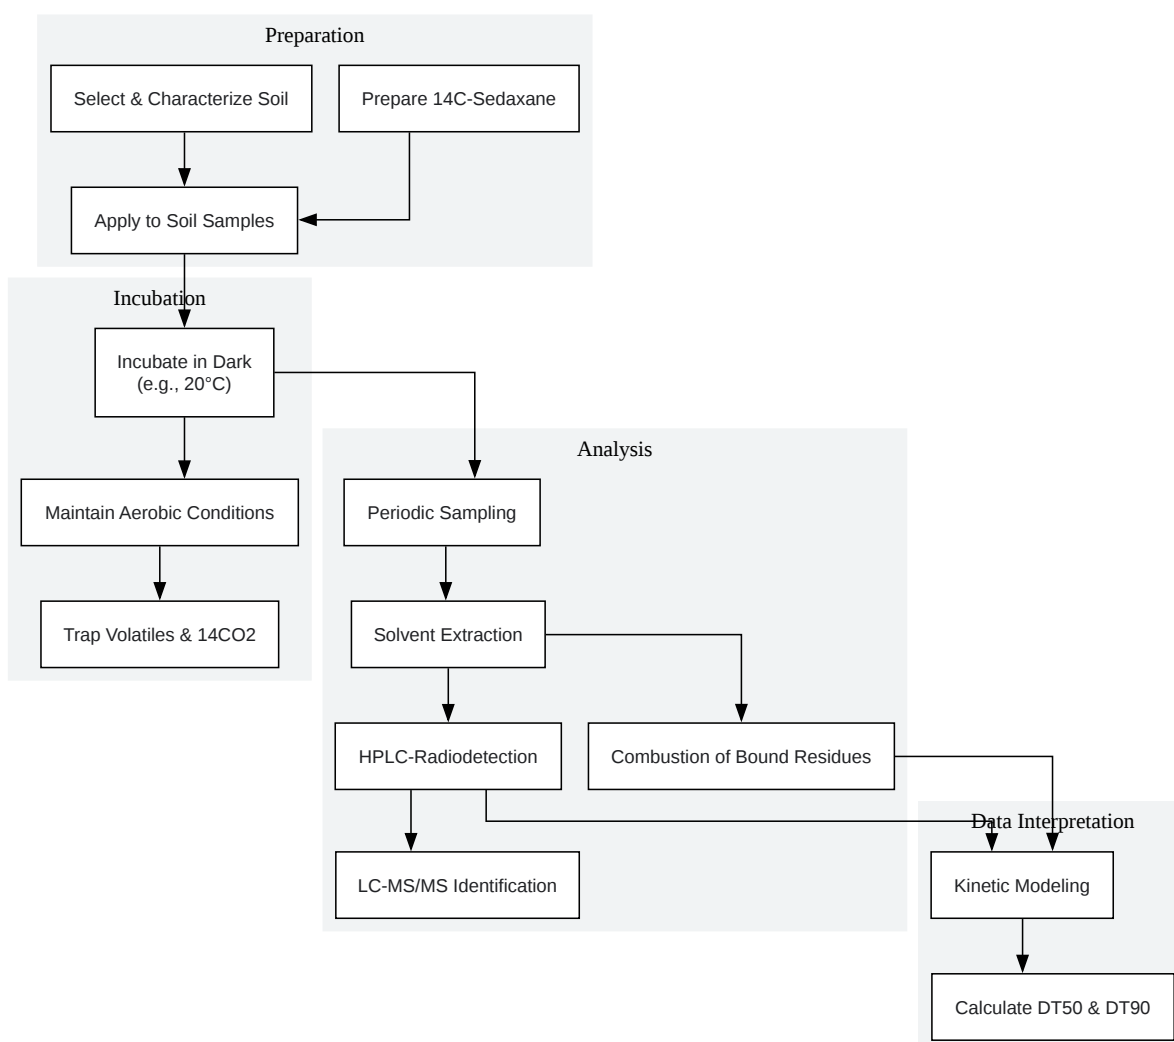 Preparation
Select & Characterize Soil
Prepare 14C-Sedaxane
Apply to Soil Samples
Incubation
Incubate in Dark
(e.g., 20°C)
Maintain Aerobic Conditions
Trap Volatiles & 14CO2
Analysis
Periodic Sampling
Solvent Extraction
HPLC-Radiodetection
Combustion of Bound Residues
LC-MS/MS Identification
Data Interpretation
Kinetic Modeling
Calculate DT50 & DT90